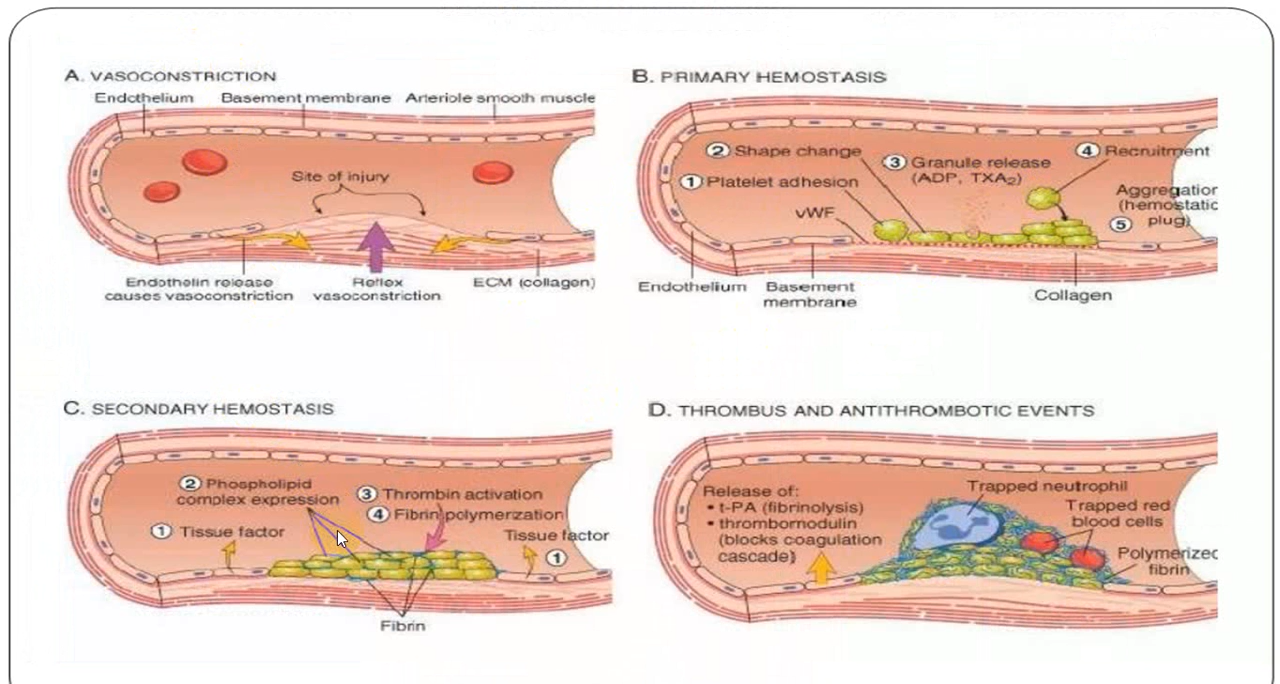 A. VASOCONSTRICTION
Endothelium Basement membrane Arteriole smooth muscle
Site of injury
Endothelin release
causes vasoconstriction
Reflex
vasoconstriction
ECM (collagen)
B. PRIMARY HEMOSTASIS
② Shape change
③ Granule release
(ADP, TXA₂)
④ Recruitment
① Platelet adhesion
vWF
Aggregation
(hemostatic
⑤ plug)
Endothelium
Basement
membrane
Collagen
C. SECONDARY HEMOSTASIS
② Phospholipid
complex expression
③ Thrombin activation
④ Fibrin polymerization
① Tissue factor
Tissue factor
①
Fibrin
D. THROMBUS AND ANTITHROMBOTIC EVENTS
Release of:
• t-PA (fibrinolysis)
• thrombomodulin
(blocks coagulation
cascade)
Trapped neutrophil
Trapped red
blood cells
Polymerized
fibrin